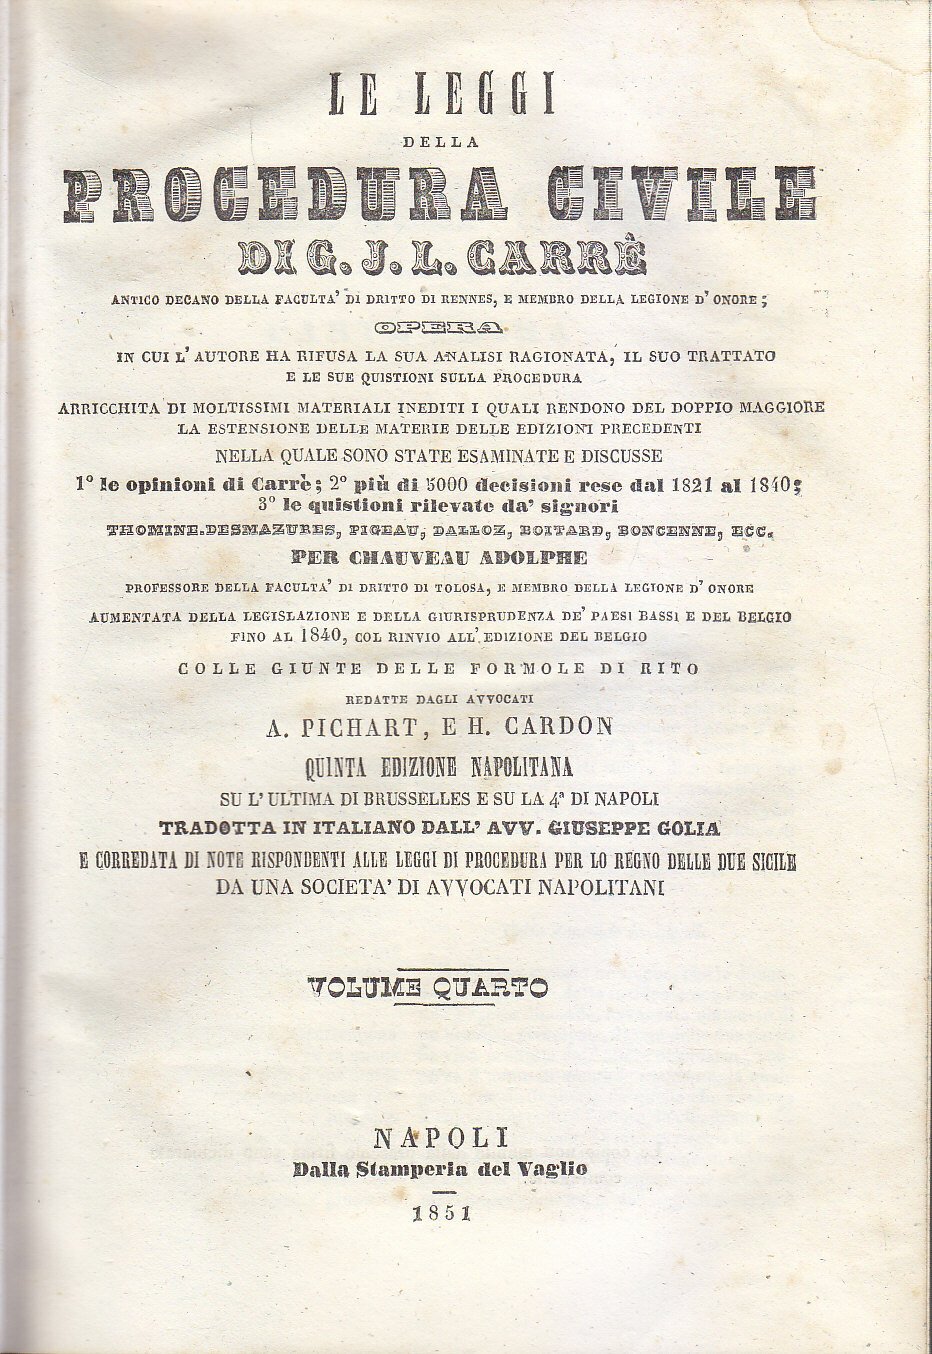 LE LEGGI
DELLA
PROCEDURA CIVILE
DI G. J. L. CARRÈ
ANTICO DECANO DELLA FACULTA' DI DRITTO DI RENNES, E MEMBRO DELLA LEGIONE D' ONORE ;
OPERA
IN CUI L' AUTORE HA RIFUSA LA SUA ANALISI RAGIONATA, IL SUO TRATTATO
E LE SUE QUISTIONI SULLA PROCEDURA
ARRICCHITA DI MOLTISSIMI MATERIALI INEDITI I QUALI RENDONO DEL DOPPIO MAGGIORE
LA ESTENSIONE DELLE MATERIE DELLE EDIZIONI PRECEDENTI
NELLA QUALE SONO STATE ESAMINATE E DISCUSSE
1° le opinioni di Carrè ; 2° più di 5000 decisioni rese dal 1821 al 1840;
3° le quistioni rilevate da' signori
THOMINE-DESMAZURES, PIGEAU, DALLOZ, BOITARD, BONCENNE, ECC.
PER CHAUVEAU ADOLPHE
PROFESSORE DELLA FACULTA' DI DRITTO DI TOLOSA, E MEMBRO DELLA LEGIONE D' ONORE
AUMENTATA DELLA LEGISLAZIONE E DELLA GIURISPRUDENZA DE' PAESI BASSI E DEL BELGIO
FINO AL 1840, COL RINVIO ALL' EDIZIONE DEL BELGIO
COLLE GIUNTE DELLE FORMOLE DI RITO
REDATTE DAGLI AVVOCATI
A. PICHART, E H. CARDON
QUINTA EDIZIONE NAPOLITANA
SU L' ULTIMA DI BRUSSELLES E SU LA 4ª DI NAPOLI
TRADOTTA IN ITALIANO DALL' AVV. GIUSEPPE GOLIA
E CORREDATA DI NOTE RISPONDENTI ALLE LEGGI DI PROCEDURA PER LO REGNO DELLE DUE SICILE
DA UNA SOCIETA' DI AVVOCATI NAPOLITANI
VOLUME QUARTO
NAPOLI
Dalla Stamperia del Vaglio
1851